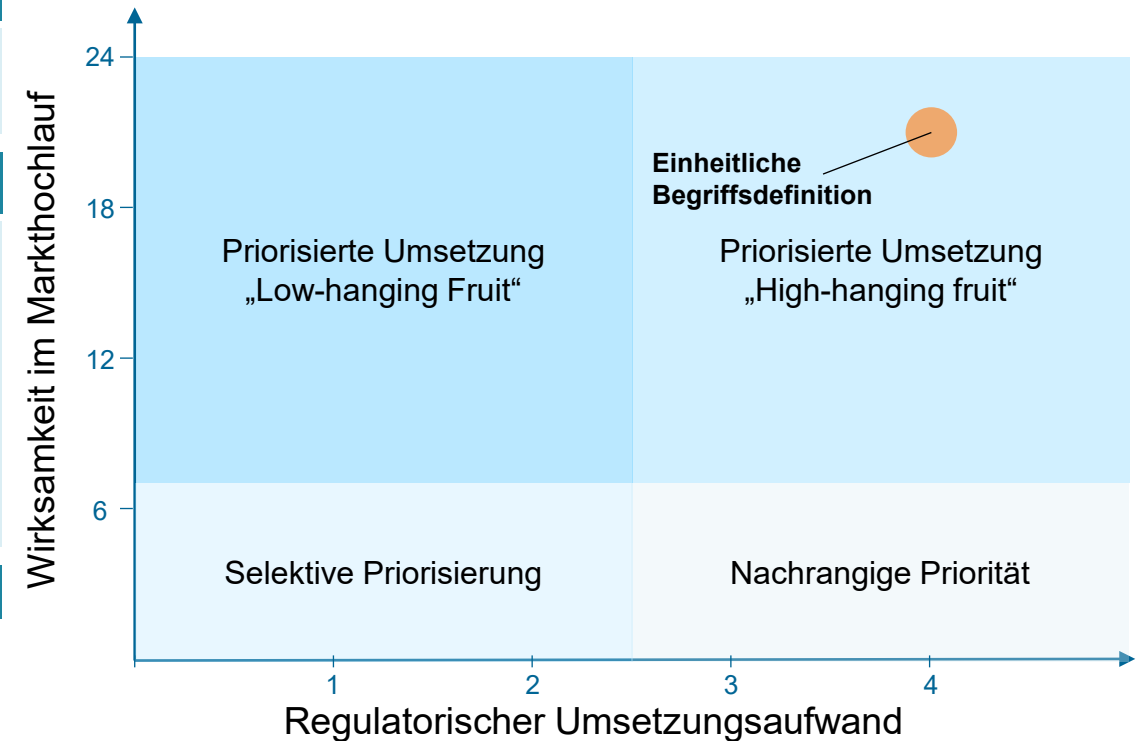 Wirksamkeit im Markthochlauf
24
18
12
6
Einheitliche
Begriffsdefinition
Priorisierte Umsetzung
„Low-hanging Fruit“
Priorisierte Umsetzung
„High-hanging fruit“
Selektive Priorisierung
Nachrangige Priorität
1
2
3
4
Regulatorischer Umsetzungsaufwand